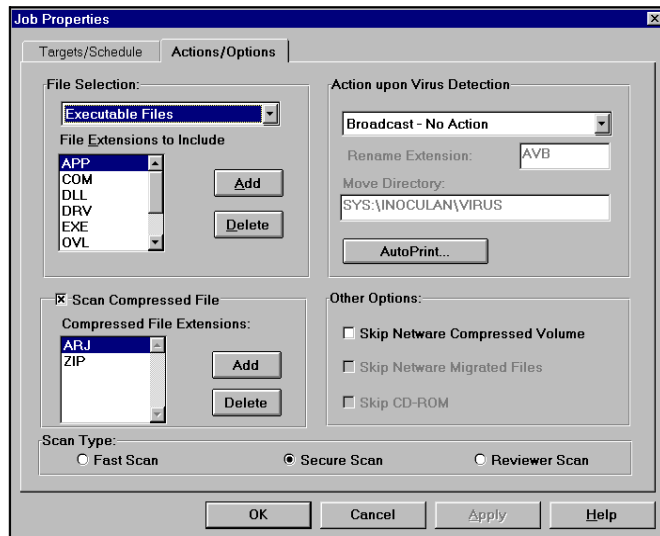 Job Properties
Targets/Schedule
Actions/Options
File Selection:
Executable Files
File Extensions to Include
APP
COM
DLL
DRV
EXE
OVL
Add
Delete
Action upon Virus Detection
Broadcast - No Action
Rename Extension:
AVB
Move Directory:
SYS:\INOCULAN\VIRUS
AutoPrint...
Scan Compressed File
Compressed File Extensions:
ARJ
ZIP
Add
Delete
Other Options:
Skip Netware Compressed Volume
Skip Netware Migrated Files
Skip CD-ROM
Scan Type:
Fast Scan
Secure Scan
Reviewer Scan
OK
Cancel
Apply
Help